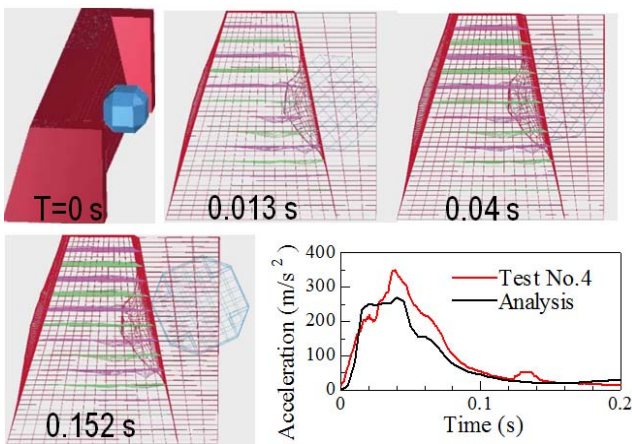 T=0 s
0.013 s
0.04 s
0.152 s
Acceleration (m/s²)
400
300
200
100
0
Test No.4
Analysis
0
0.1
0.2
Time (s)